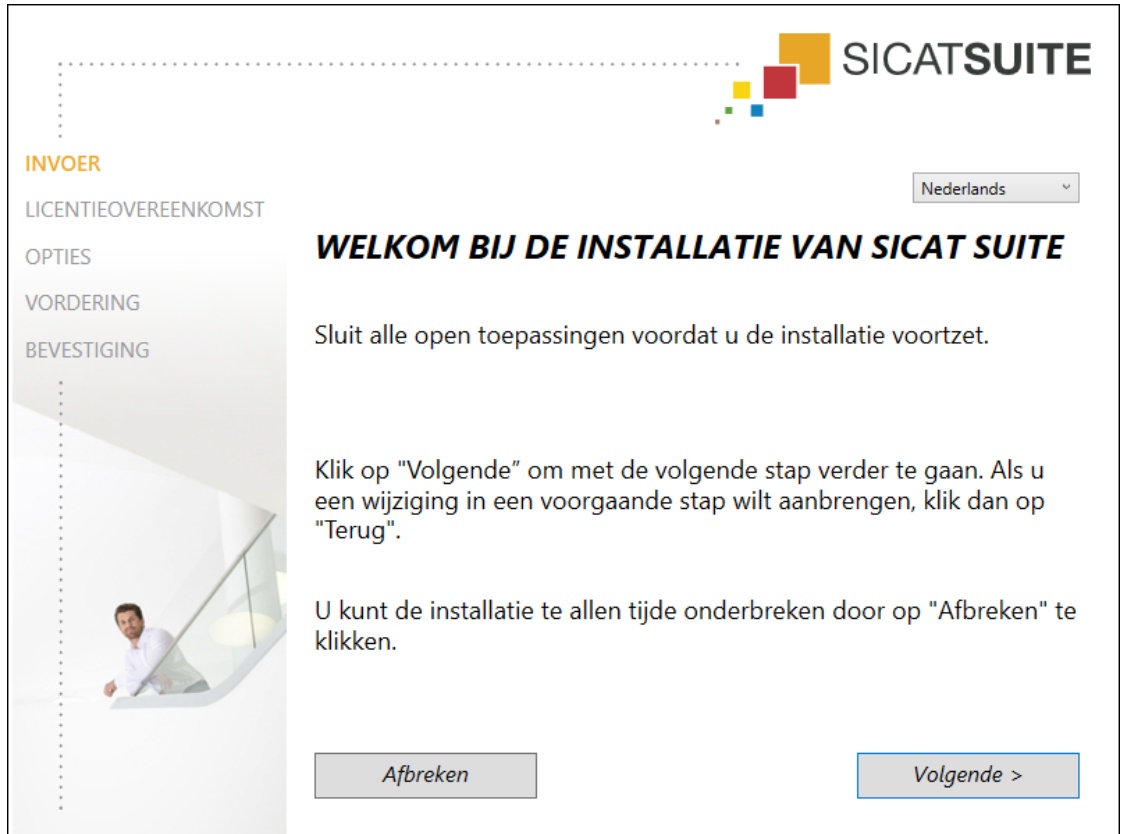 SICATSUITE
INVOER
LICENTIEOVEREENKOMST
OPTIES
VORDERING
BEVESTIGING
Nederlands
WELKOM BIJ DE INSTALLATIE VAN SICAT SUITE
Sluit alle open toepassingen voordat u de installatie voortzet.
Klik op "Volgende” om met de volgende stap verder te gaan. Als u
een wijziging in een voorgaande stap wilt aanbrengen, klik dan op
"Terug".
U kunt de installatie te allen tijde onderbreken door op "Afbreken" te
klikken.
Afbreken
Volgende >